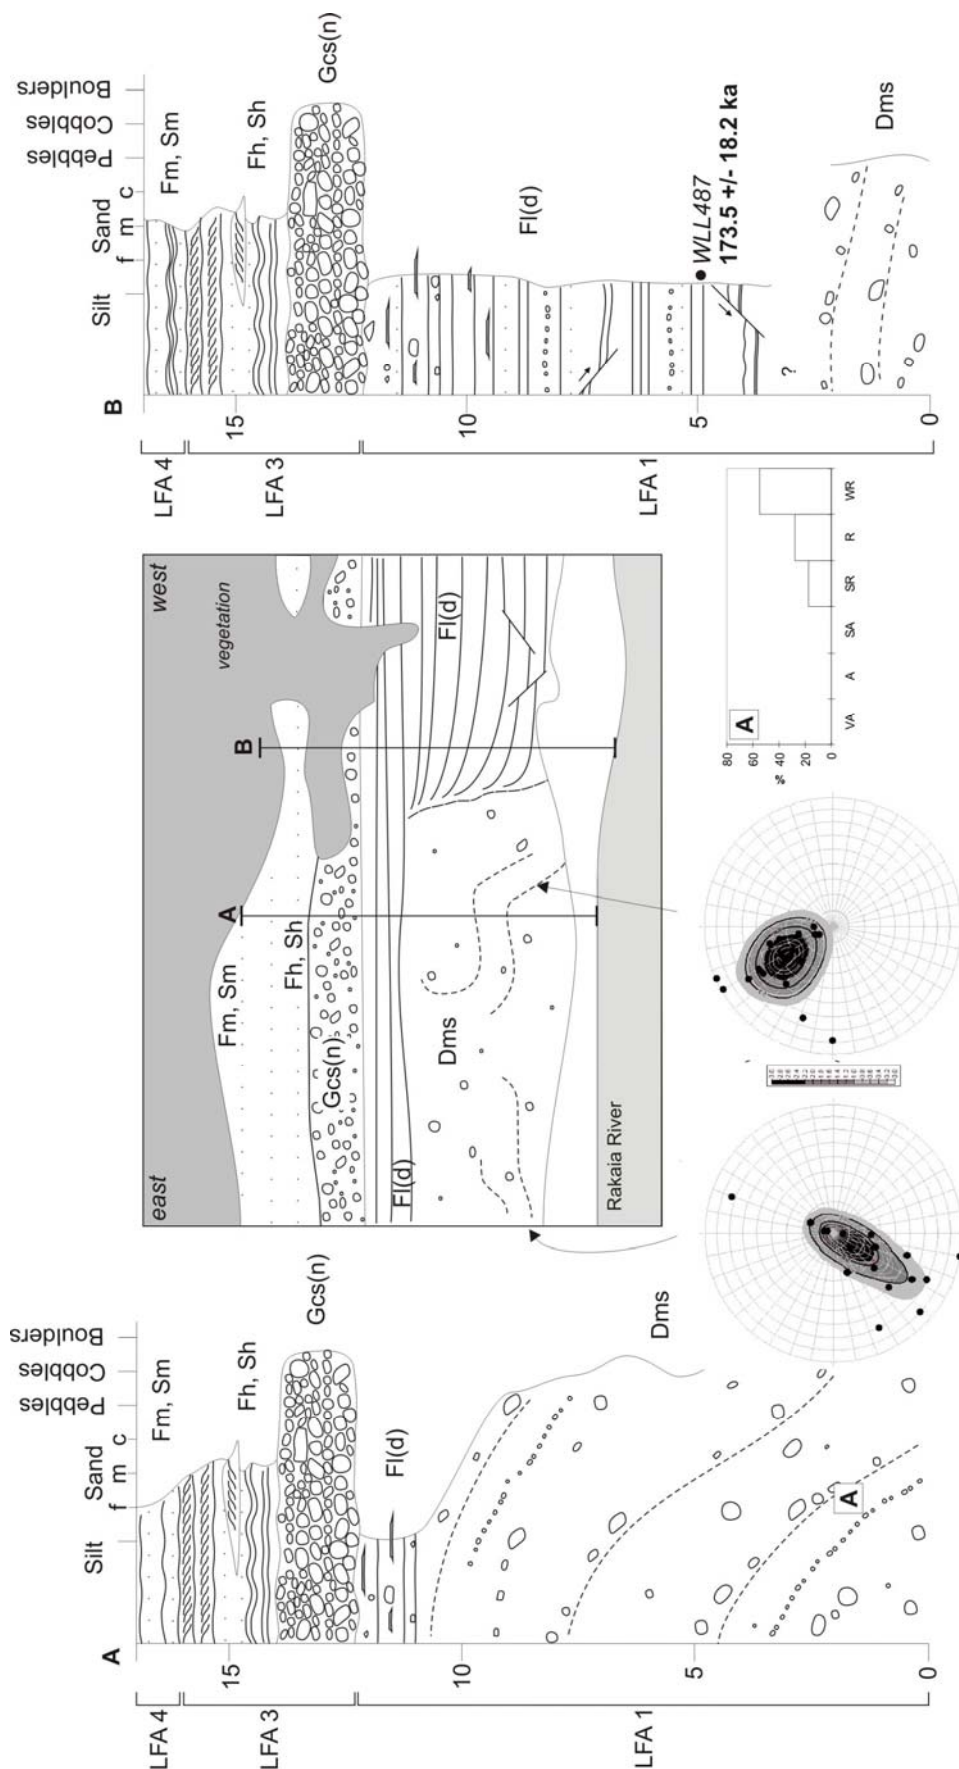 A
Silt
Sand
f
m
c
Pebbles
Cobbles
Boulders
LFA 4
LFA 3
LFA 1
15
10
5
0
Fm, Sm
Fh, Sh
Gcs(n)
Fl(d)
Dms
A
east
west
vegetation
A
B
Fm, Sm
Fh, Sh
Gcs(n)
Fl(d)
Fl(d)
Dms
Rakaia River
A
%
80
60
40
20
0
VA
A
SA
SR
R
WR
B
Silt
Sand
f
m
c
Pebbles
Cobbles
Boulders
LFA 4
LFA 3
LFA 1
15
10
5
0
Fm, Sm
Fh, Sh
Gcs(n)
Fl(d)
WLL487
173.5 +/- 18.2 ka
?
Dms